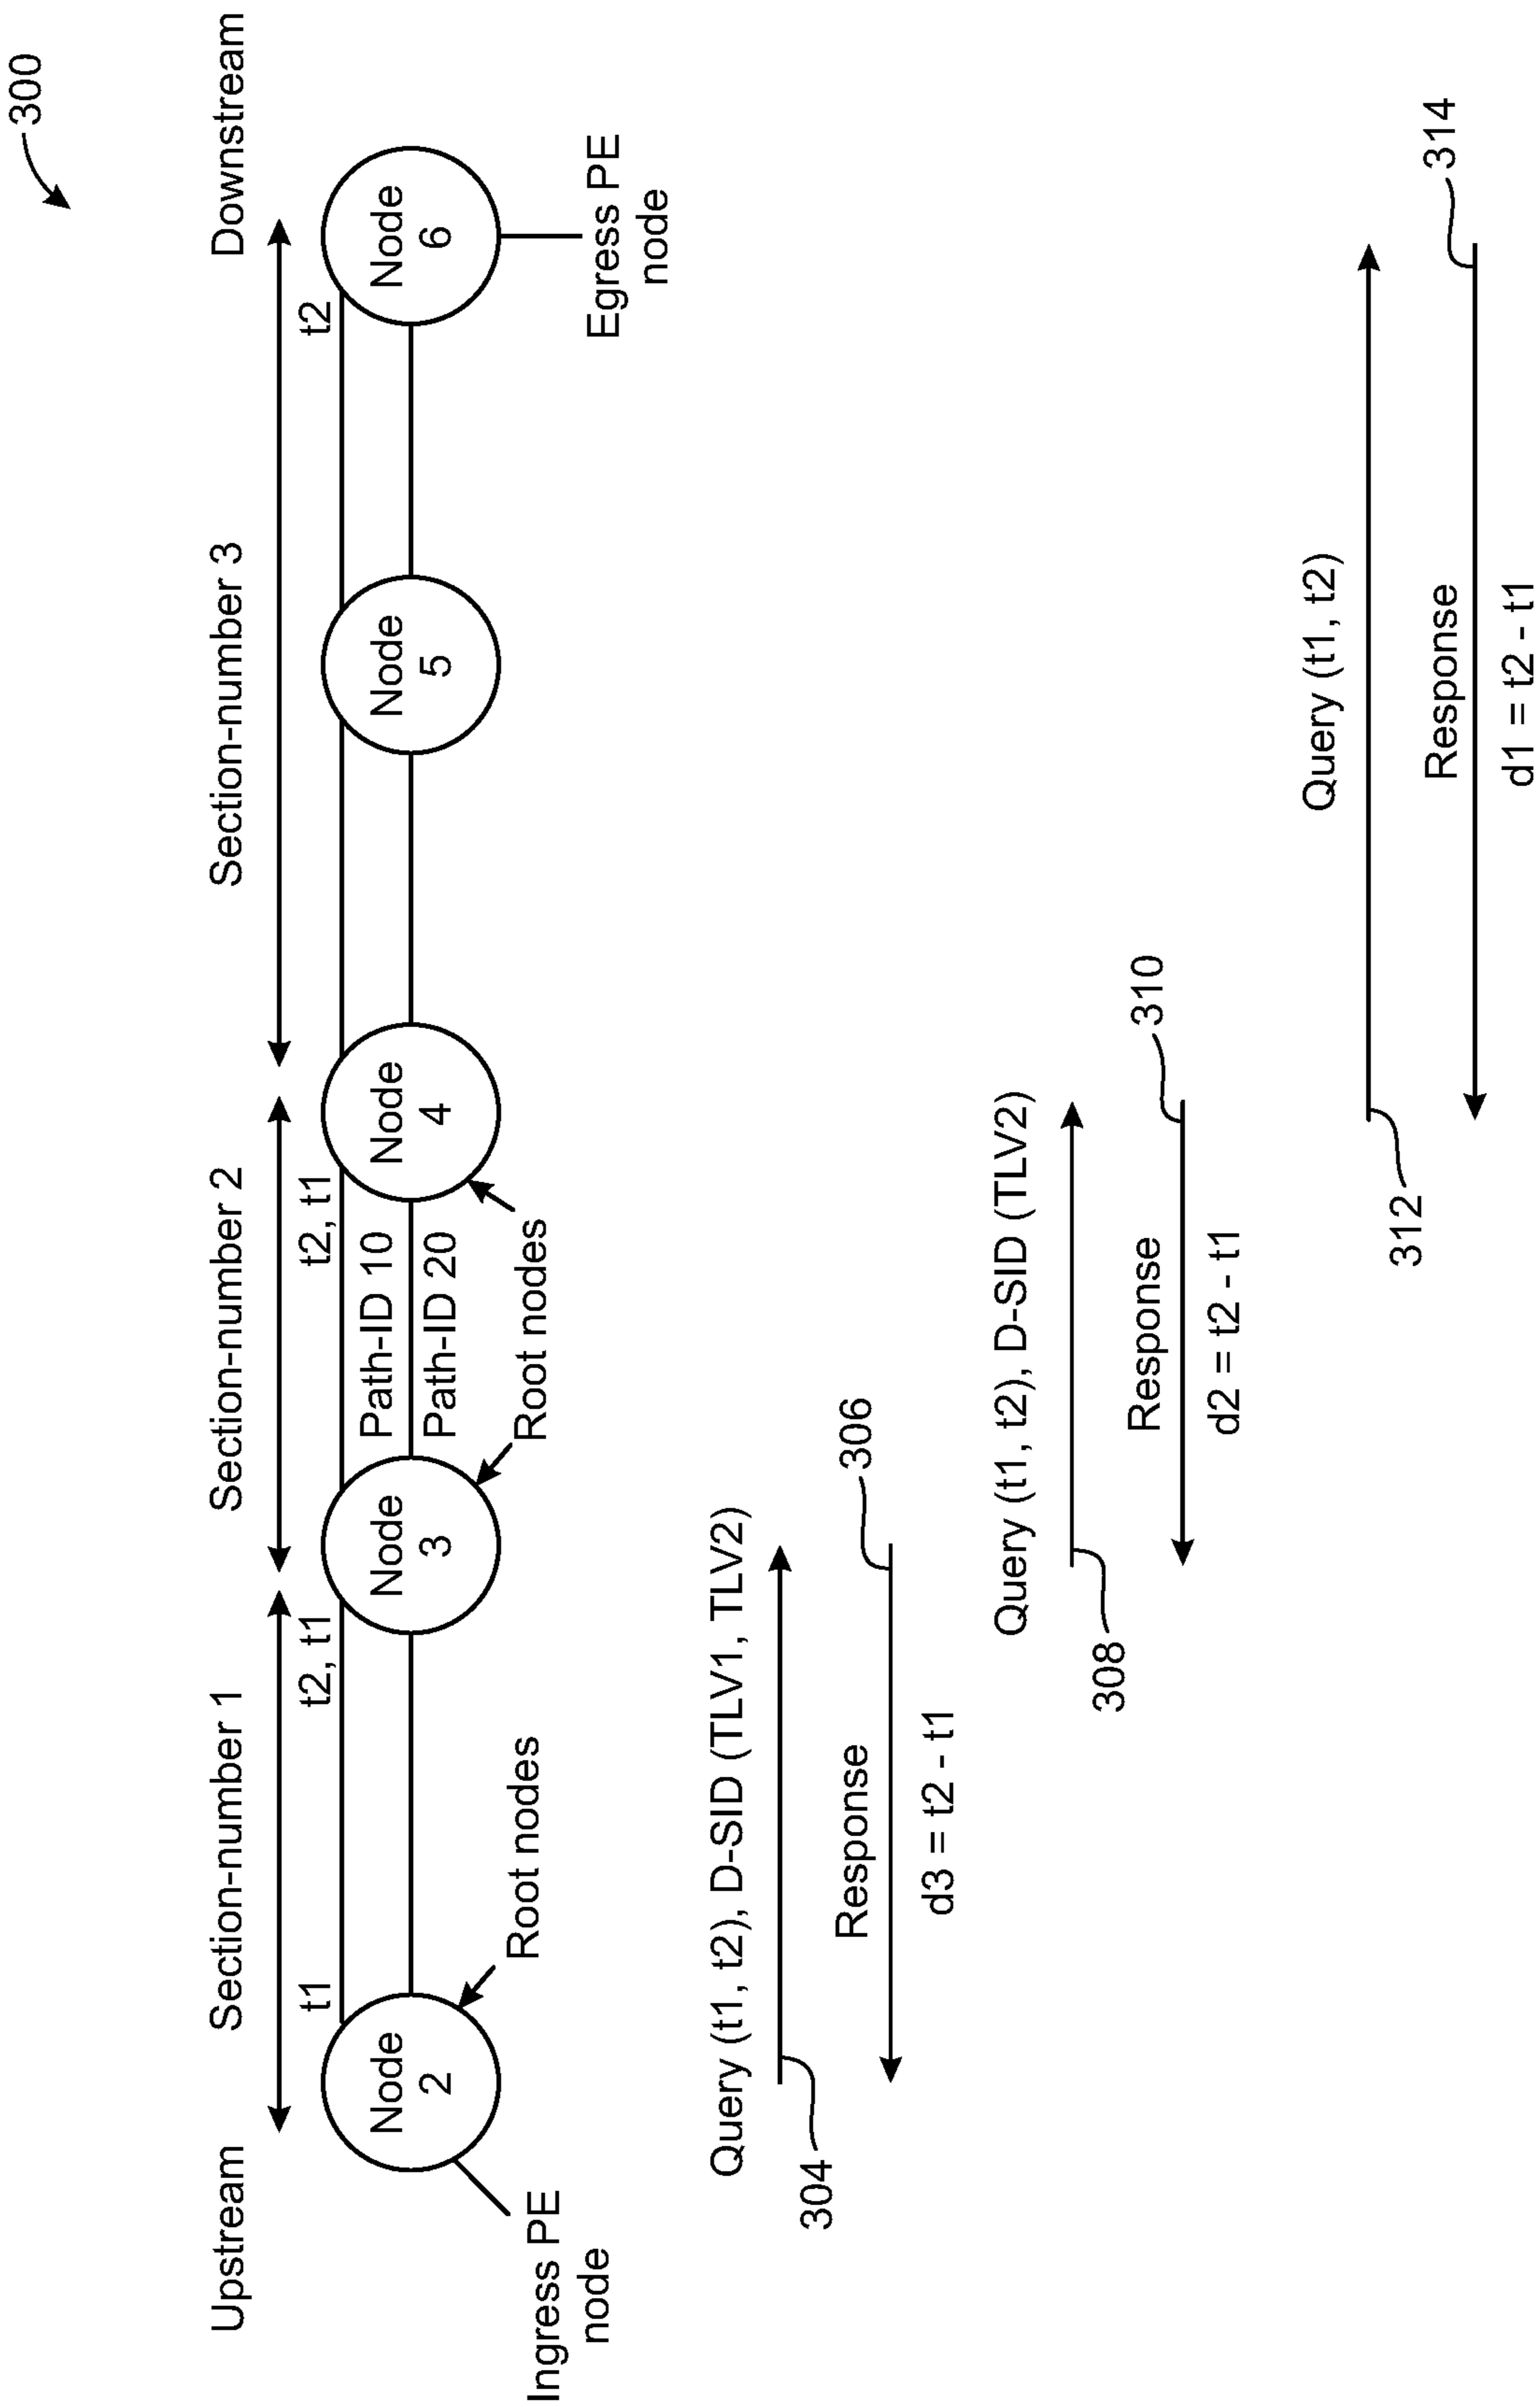 300
Upstream
Section-number 1
Section-number 2
Section-number 3
Downstream
t1
t2, t1
t2, t1
t2
Node
2
Node
3
Path-ID 10
Path-ID 20
Node
4
Node
5
Node
6
Ingress PE
node
Root nodes
Root nodes
Egress PE
node
Query (t1, t2), D-SID (TLV1, TLV2)
304
306
Response
d3 = t2 - t1
Query (t1, t2), D-SID (TLV2)
308
310
Response
d2 = t2 - t1
Query (t1, t2)
312
314
Response
d1 = t2 - t1